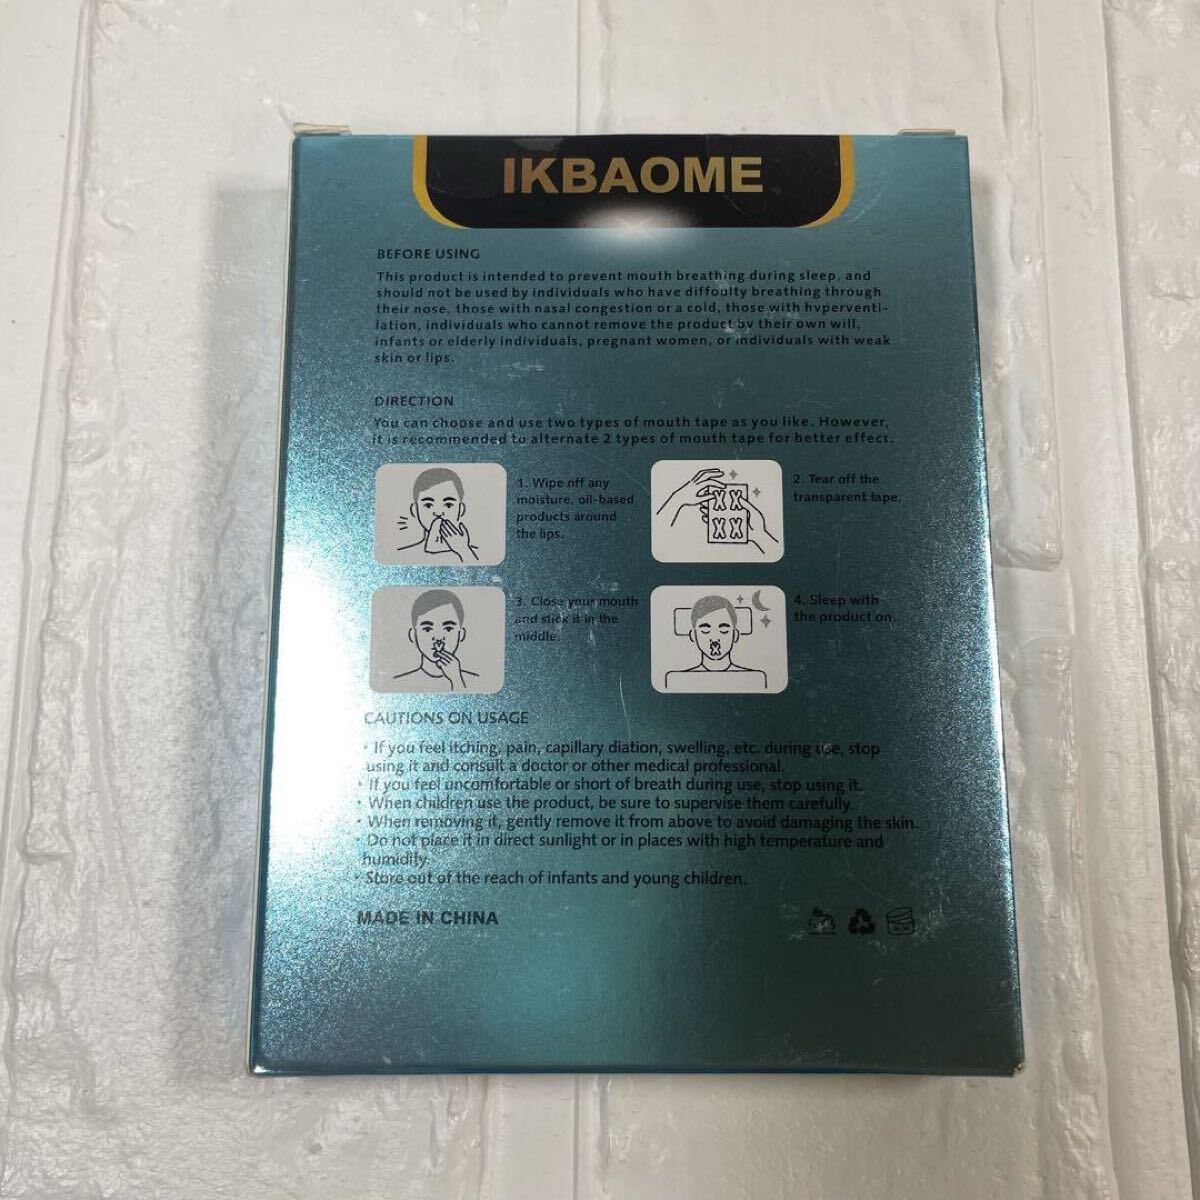 IKBAOME
BEFORE USING
This product is intended to prevent mouth breathing during sleep, and
should not be used by individuals who have diffoulty breathing through
their nose, those with nasal congestion or a cold, those with hvperventi-
lation, individuals who cannot remove the product by their own will,
infants or elderly individuals, pregnant women, or individuals with weak
skin or lips.
DIRECTION
You can choose and use two types of mouth tape as you like. However,
it is recommended to alternate 2 types of mouth tape for better effect.
1. Wipe nff any
moisture, oil-based
products around
the lips.
2. Tear off the
transparent tape.
3. Close your mouth
and stick it in the
middle.
4. Sleep with
the product on.
CAUTIONS ON USAGE
• If you feel itching, pain, capillary diation, swelling, etc. during use, stop
using it and consult a doctor or other medical professional.
• If you feel uncomfortable or short of breath during use, stop using it.
• When children use the product, be sure to supervise them carefully.
• When removing it, gently remove it from above to avoid damaging the skin.
• Do not place it in direct sunlight or in places with high temperature and
humidify.
• Store out of the reach of infants and young children.
MADE IN CHINA